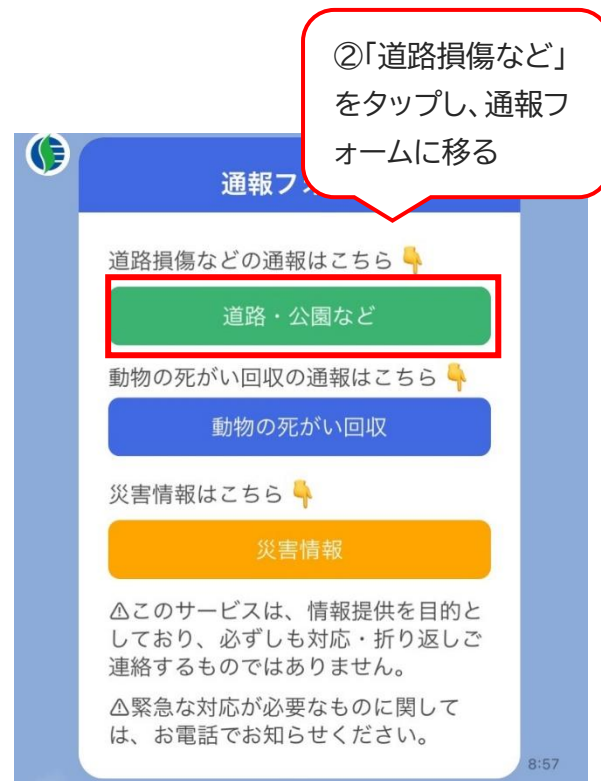 ②「道路損傷など」
をタップし、通報フ
ォームに移る
通報フ
道路損傷などの通報はこちら👇
道路・公園など
動物の死がい回収の通報はこちら👇
動物の死がい回収
災害情報はこちら👇
災害情報
⚠このサービスは、情報提供を目的と
しており、必ずしも対応・折り返しご
連絡するものではありません。
⚠緊急な対応が必要なものに関して
は、お電話でお知らせください。
8:57